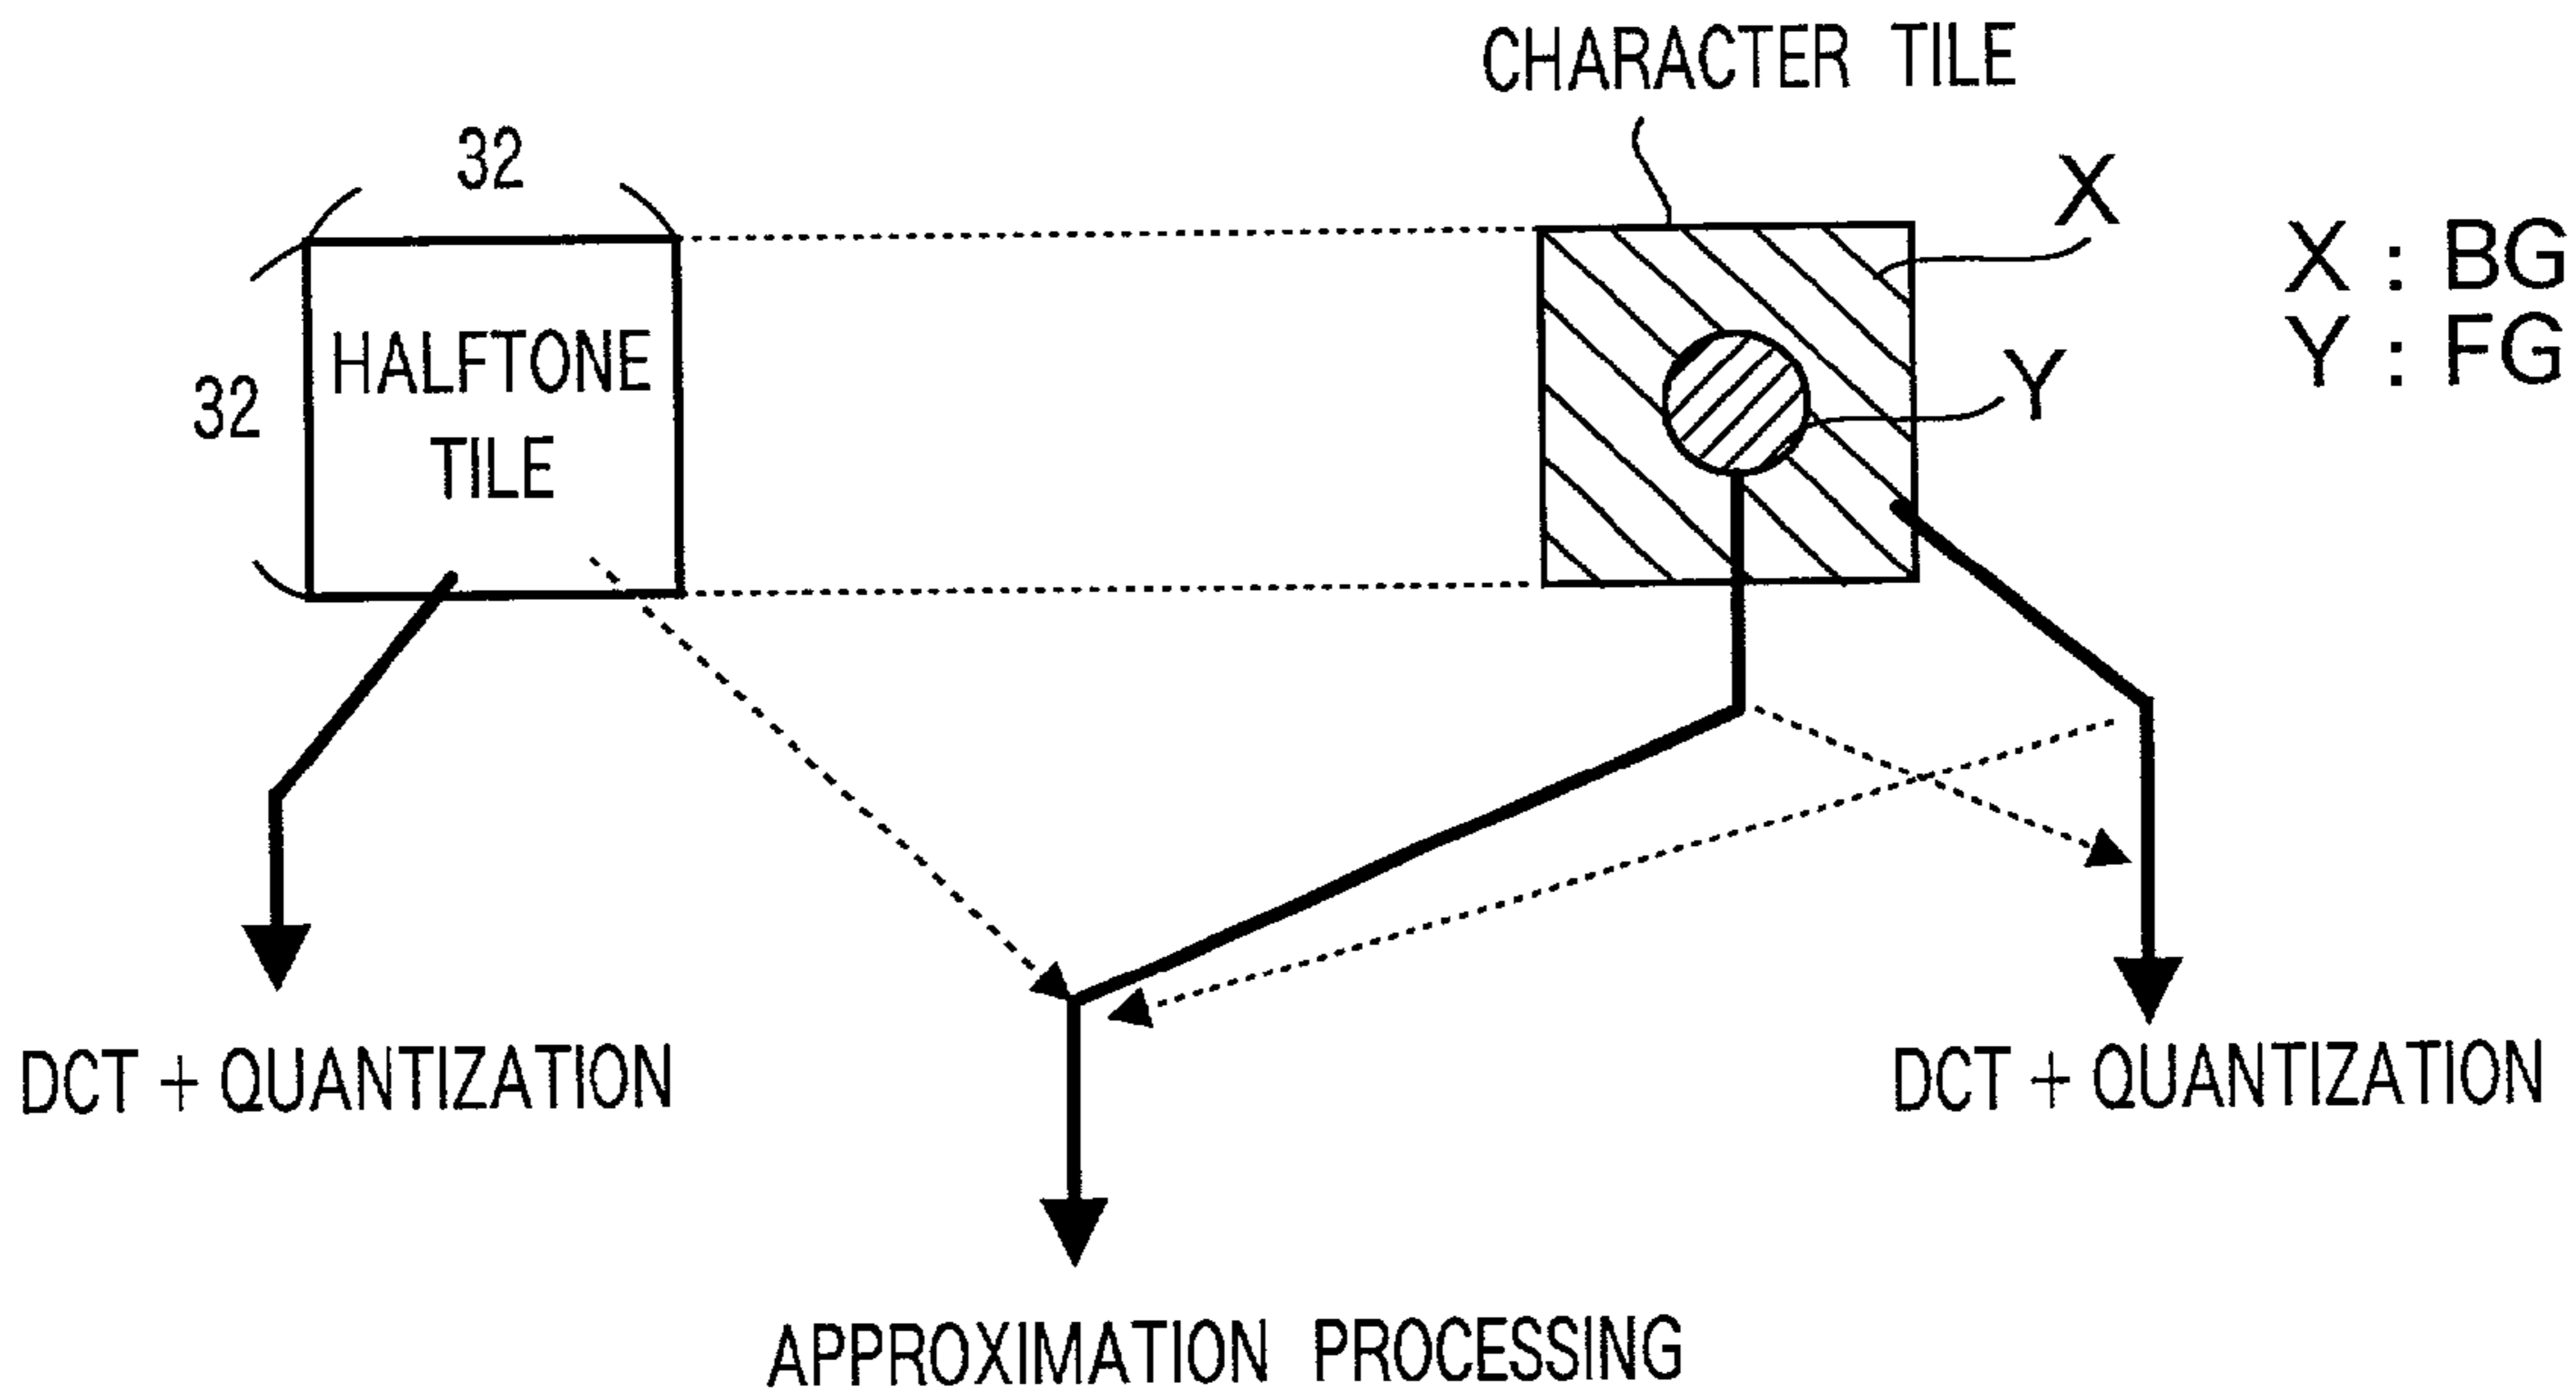 CHARACTER TILE
32
X
X : BG
Y : FG
HALFTONE
TILE
32
Y
DCT + QUANTIZATION
DCT + QUANTIZATION
APPROXIMATION PROCESSING